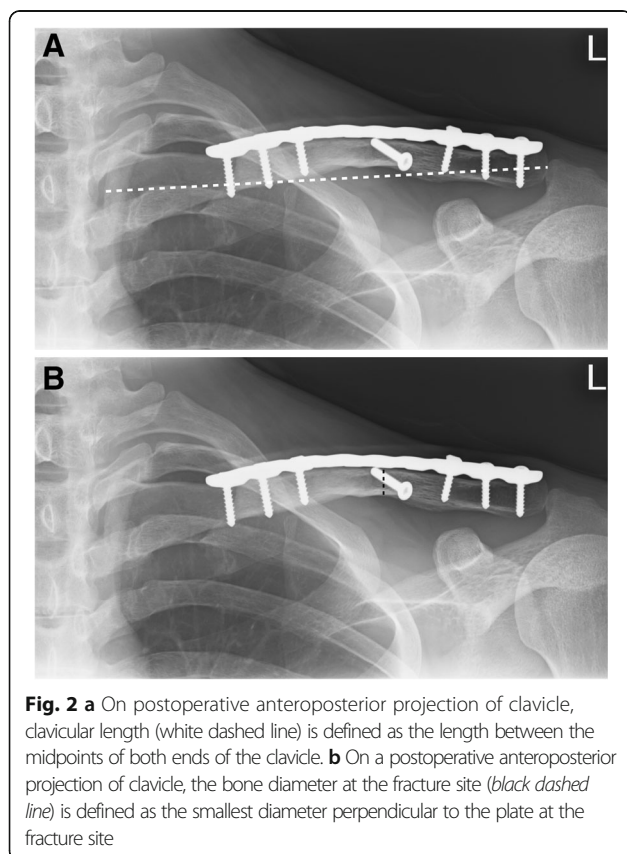 A
L
B
L
Fig. 2 a On postoperative anteroposterior projection of clavicle,
clavicular length (white dashed line) is defined as the length between the
midpoints of both ends of the clavicle. b On a postoperative anteroposterior
projection of clavicle, the bone diameter at the fracture site (black dashed
line) is defined as the smallest diameter perpendicular to the plate at the
fracture site